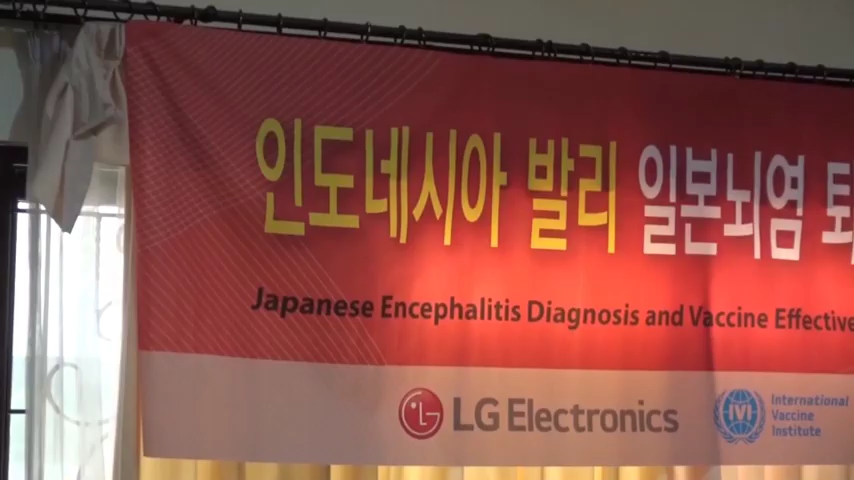 인도네시아 발리 일본뇌염
Japanese Encephalitis Diagnosis and Vaccine
LG Electronics
IVI
International
Vaccine
Institute